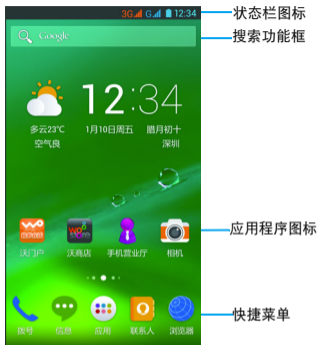 3G G 12:34
状态栏图标
Google
搜索功能框
12:34
多云23℃ 1月10日周五 腊月初十
空气良 深圳
应用程序图标
沃门户 沃商店 手机营业厅 相机
快捷菜单
拨号 信息 应用 联系人 浏览器